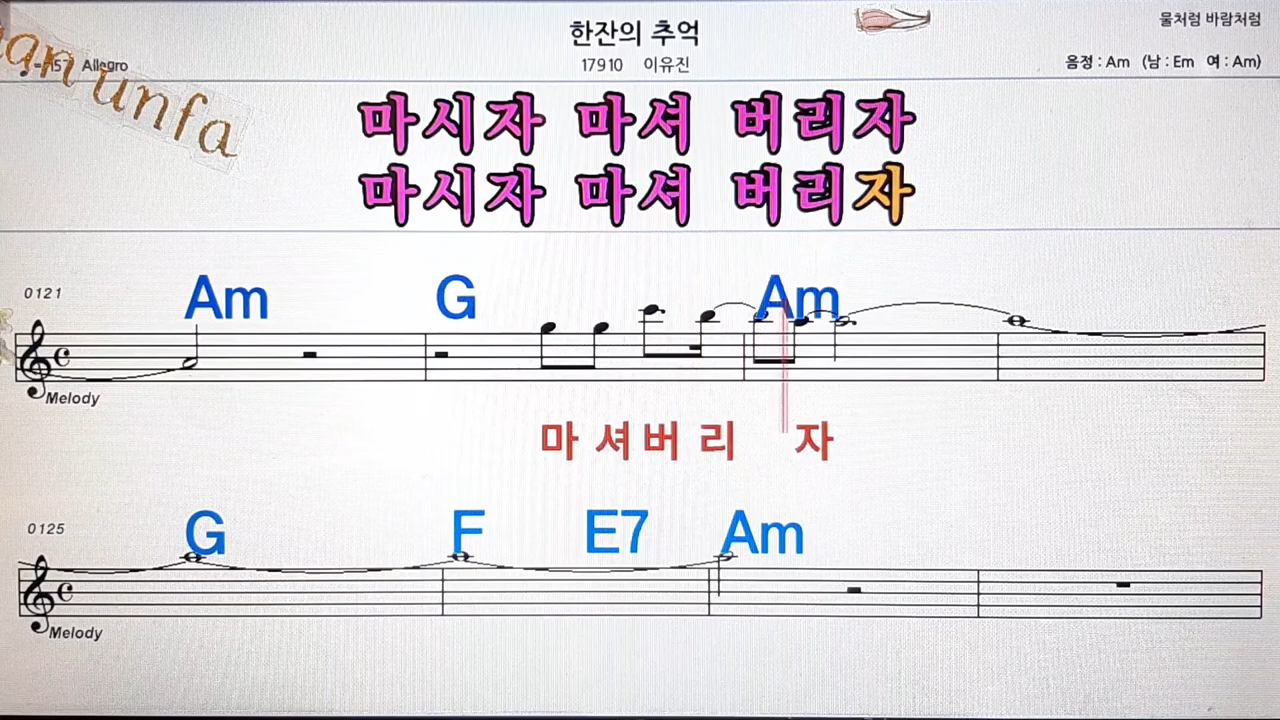 한잔의 추억
물처럼 바람처럼
17910 이유진
=157 Allegro
음정 : Am (남 : Em 여 : Am)
unfa
마시자 마셔 버리자
마시자 마셔 버리자
0121
Am G Am
Melody
마 셔 버 리 자
0125
G F E7 Am
Melody